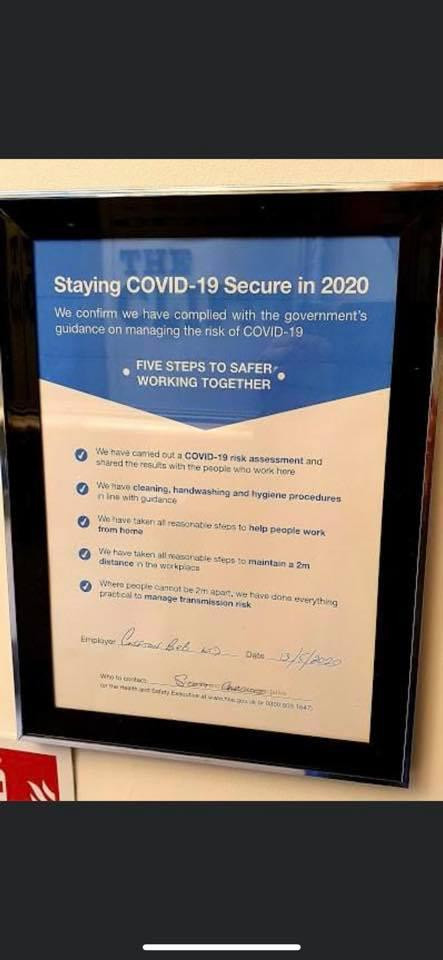 Staying COVID-19 Secure in 2020
We confirm we have complied with the government's
guidance on managing the risk of COVID-19
FIVE STEPS TO SAFER
WORKING TOGETHER
We have carried out a COVID-19 risk assessment and
shared the results with the people who work here
We have cleaning, handwashing and hygiene procedures
in line with guidance
We have taken all reasonable steps to help people work
from home
We have taken all reasonable steps to maintain a 2m
distance in the workplace
Where people cannot be 2m apart, we have done everything
practical to manage transmission risk
Employer Date 13/5/2020
Who to contact:
(or the Health and Safety Executive at www.hse.gov.uk or 0300 003 1647)